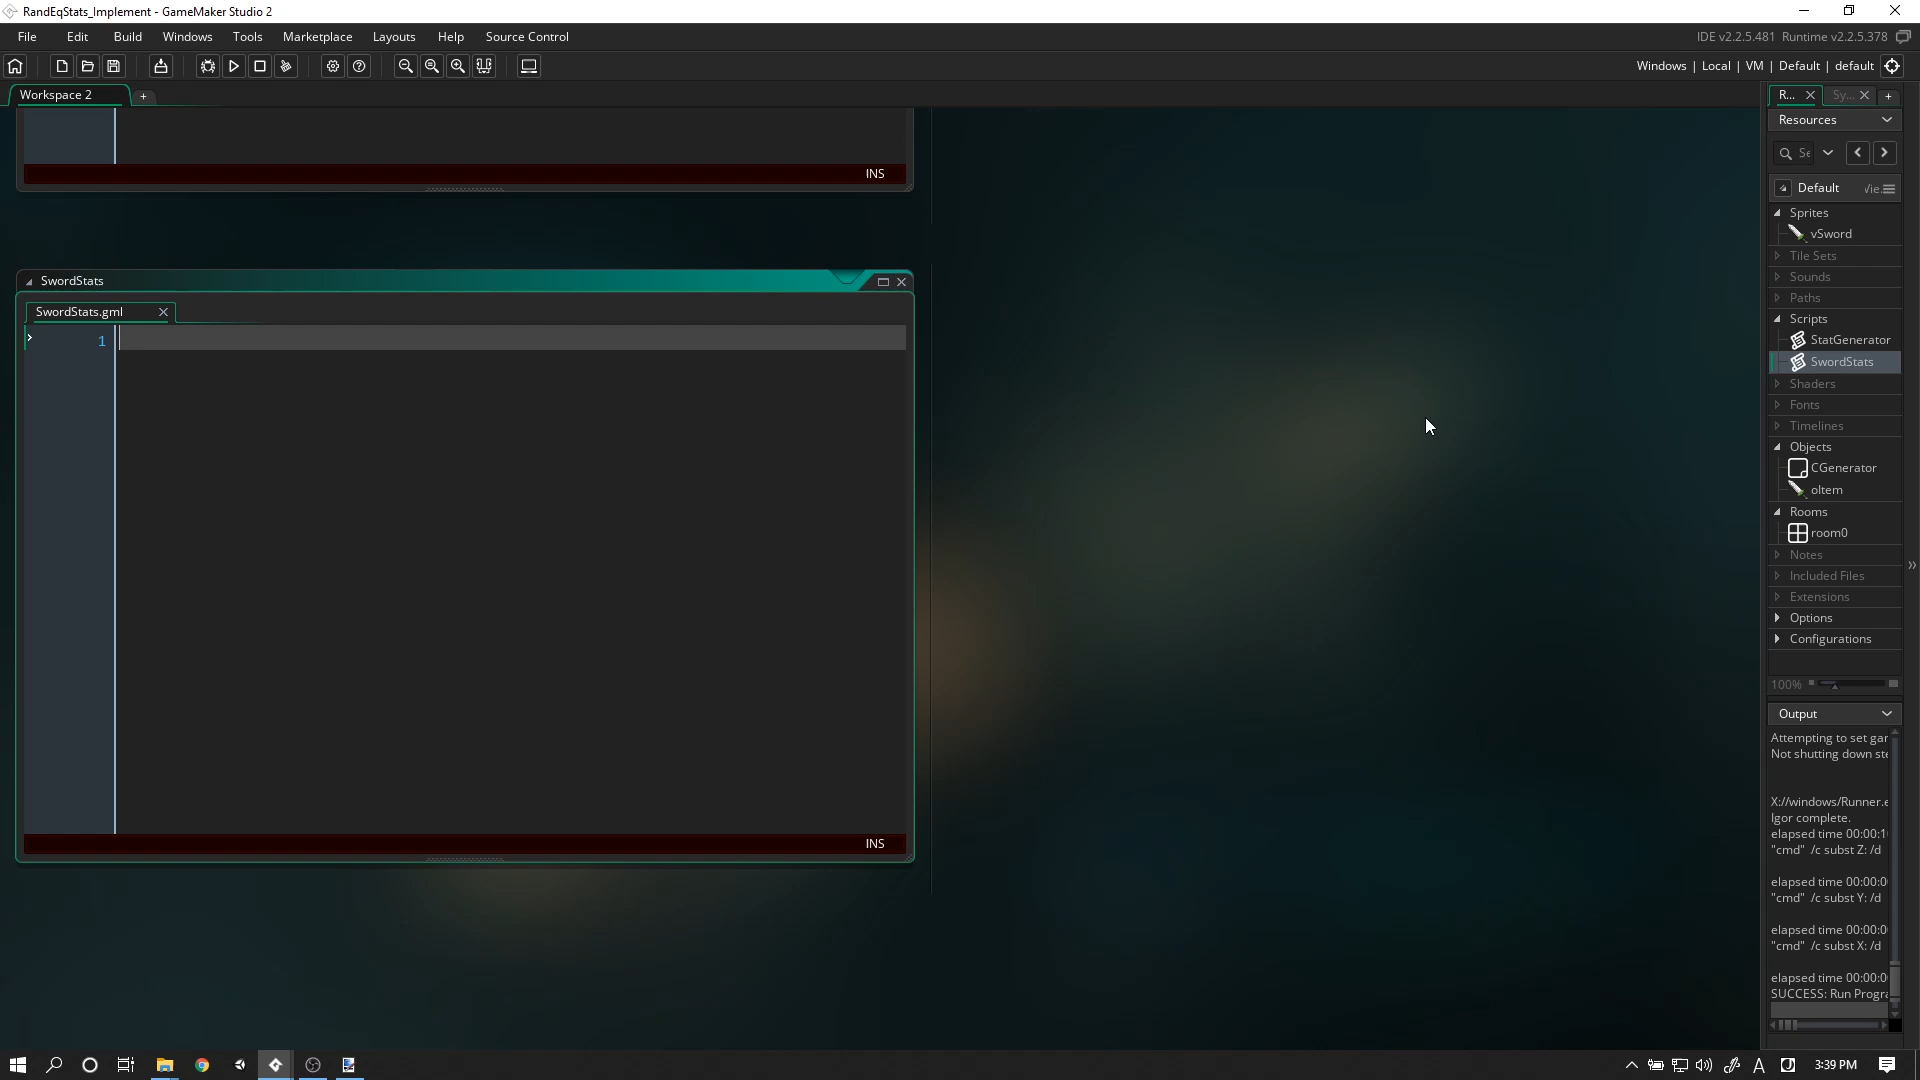 RandEqStats_Implement - GameMaker Studio 2
File Edit Build Windows Tools Marketplace Layouts Help Source Control
IDE v2.2.5.481 Runtime v2.2.5.378
Windows | Local | VM | Default | default
Workspace 2 +
R... Sy... +
Resources
Se
Default Vie
Sprites
vSword
Tile Sets
Sounds
Paths
Scripts
StatGenerator
SwordStats
Shaders
Fonts
Timelines
Objects
CGenerator
oItem
Rooms
room0
Notes
Included Files
Extensions
Options
Configurations
100%
INS
SwordStats
SwordStats.gml
1
INS
Output
Attempting to set gar
Not shutting down ste
X://windows/Runner.e
Igor complete.
elapsed time 00:00:1
"cmd" /c subst Z: /d
elapsed time 00:00:0
"cmd" /c subst Y: /d
elapsed time 00:00:0
"cmd" /c subst X: /d
elapsed time 00:00:0
SUCCESS: Run Progra
A 3:39 PM